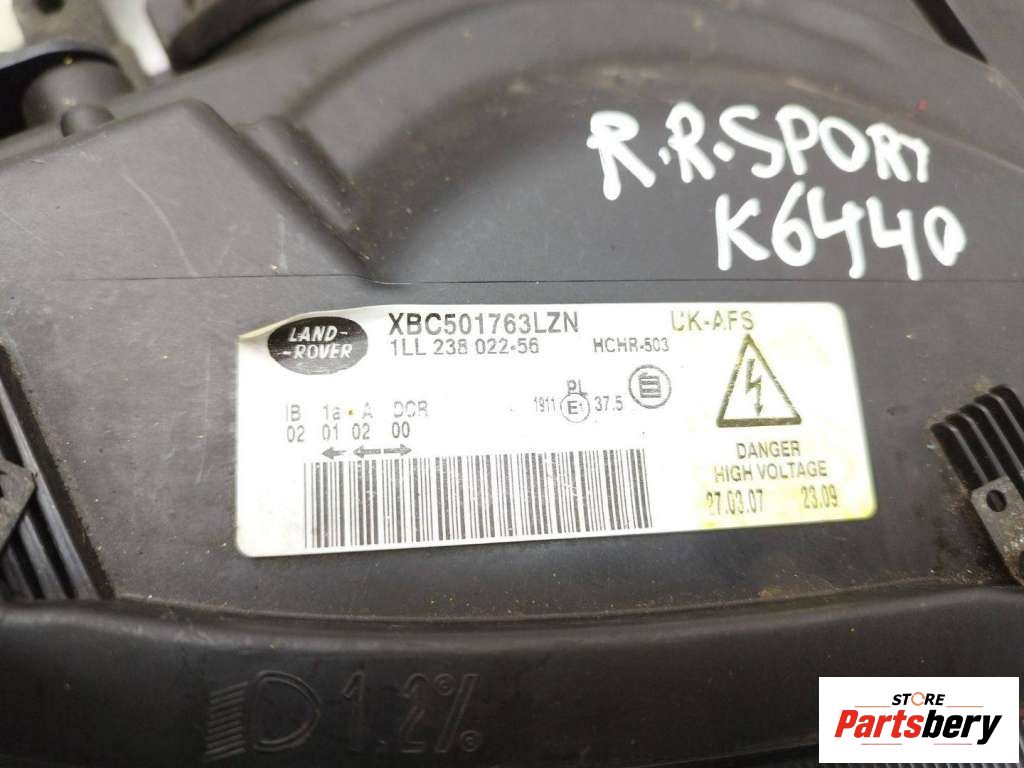 R.R.SPORT
K6440
LAND-
-ROVER
XBC501763LZN UK-AFS
1LL 238 022-56 HCHR-503
PL
IB 1a A DCR 1911 E1 37.5
02 01 02 00
DANGER
HIGH VOLTAGE
27.03.07 23.09
1.2%
STORE
Partsbery